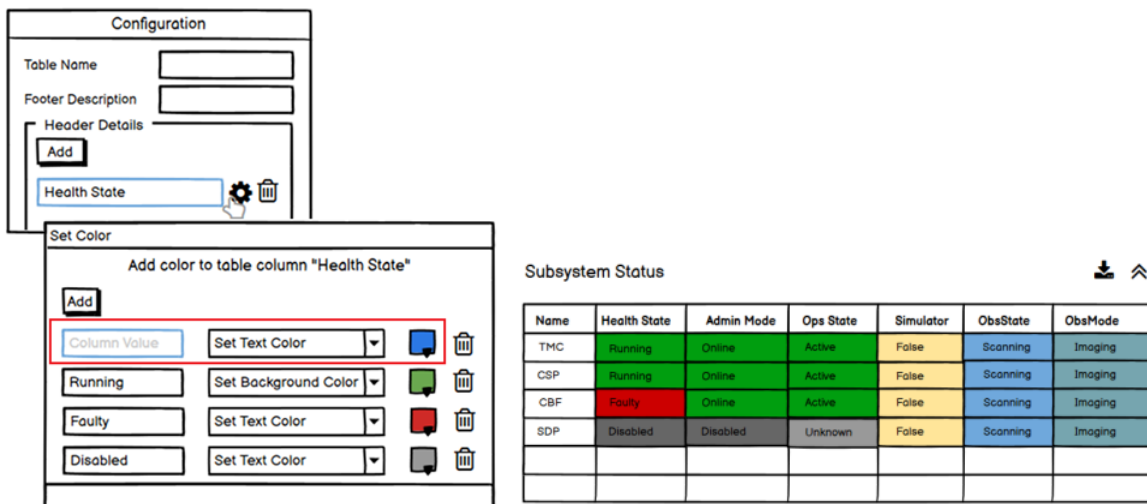 Configuration
Table Name
Footer Description
Header Details
Add
Health State
Set Color
Add color to table column "Health State"
Add
Column Value Set Text Color
Running Set Background Color
Faulty Set Text Color
Disabled Set Text Color
Subsystem Status
Name Health State Admin Mode Ops State Simulator ObsState ObsMode
TMC Running Online Active False Scanning Imaging
CSP Running Online Active False Scanning Imaging
CBF Faulty Online Active False Scanning Imaging
SDP Disabled Disabled Unknown False Scanning Imaging